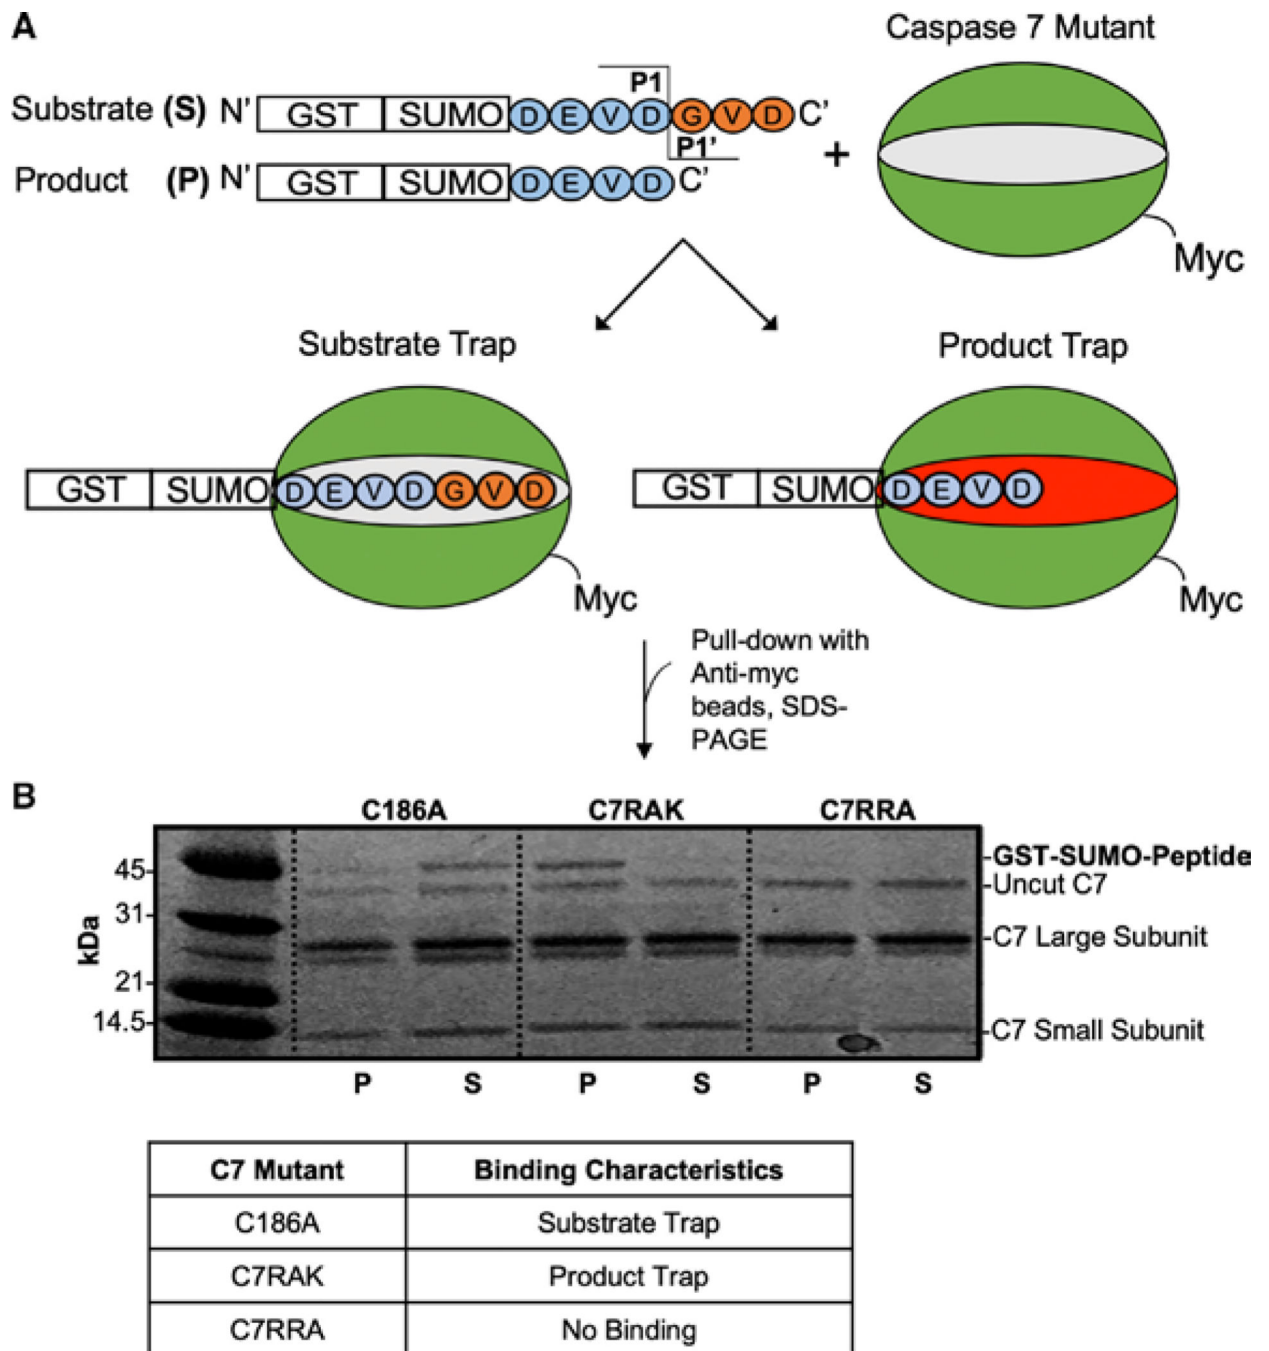 A
Caspase 7 Mutant
P1
Substrate (S) N' GST SUMO D E V D G V D C'
P1'
+
Product (P) N' GST SUMO D E V D C'
Myc
Substrate Trap
Product Trap
GST SUMO D E V D G V D
GST SUMO D E V D
Myc
Myc
Pull-down with
Anti-myc
beads, SDS-
PAGE
B
C186A C7RAK C7RRA
GST-SUMO-Peptide
45-
Uncut C7
31-
C7 Large Subunit
kDa
21-
14.5-
C7 Small Subunit
P S P S P S
C7 Mutant Binding Characteristics
C186A Substrate Trap
C7RAK Product Trap
C7RRA No Binding